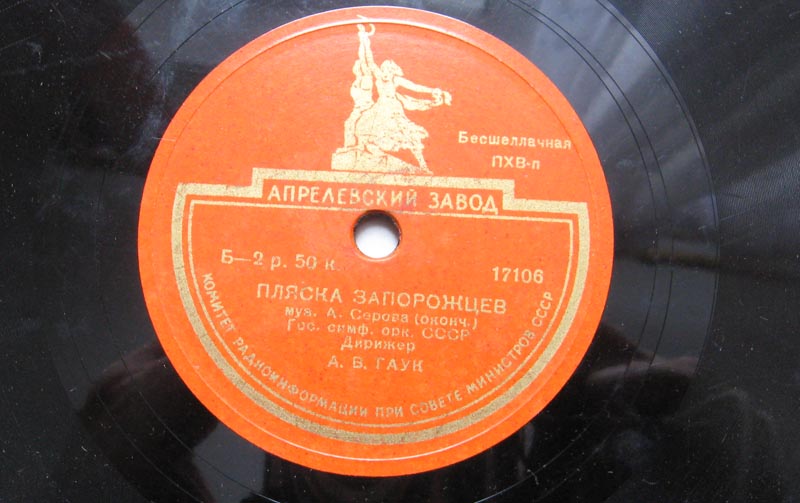 Бесшеллачная
ПХВ-п
АПРЕЛЕВСКИЙ ЗАВОД
Б—2 р. 50 к.
17106
ПЛЯСКА ЗАПОРОЖЦЕВ
муз. А. Серова (оконч.)
Гос. симф. орк. СССР
Дирижер
А. В. ГАУК
КОМИТЕТ РАДИОИНФОРМАЦИИ ПРИ СОВЕТЕ МИНИСТРОВ СССР